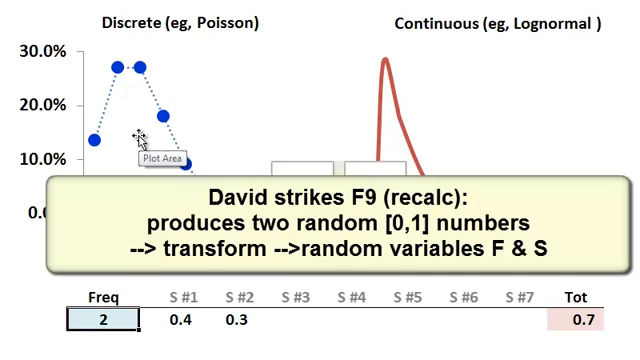 Discrete (eg, Poisson) Continuous (eg, Lognormal )
30.0%
20.0%
10.0%
Plot Area
0.0
David strikes F9 (recalc):
produces two random [0,1] numbers
--> transform -->random variables F & S
Freq S #1 S #2 S #3 S #4 S #5 S #6 S #7 Tot
2 0.4 0.3 0.7